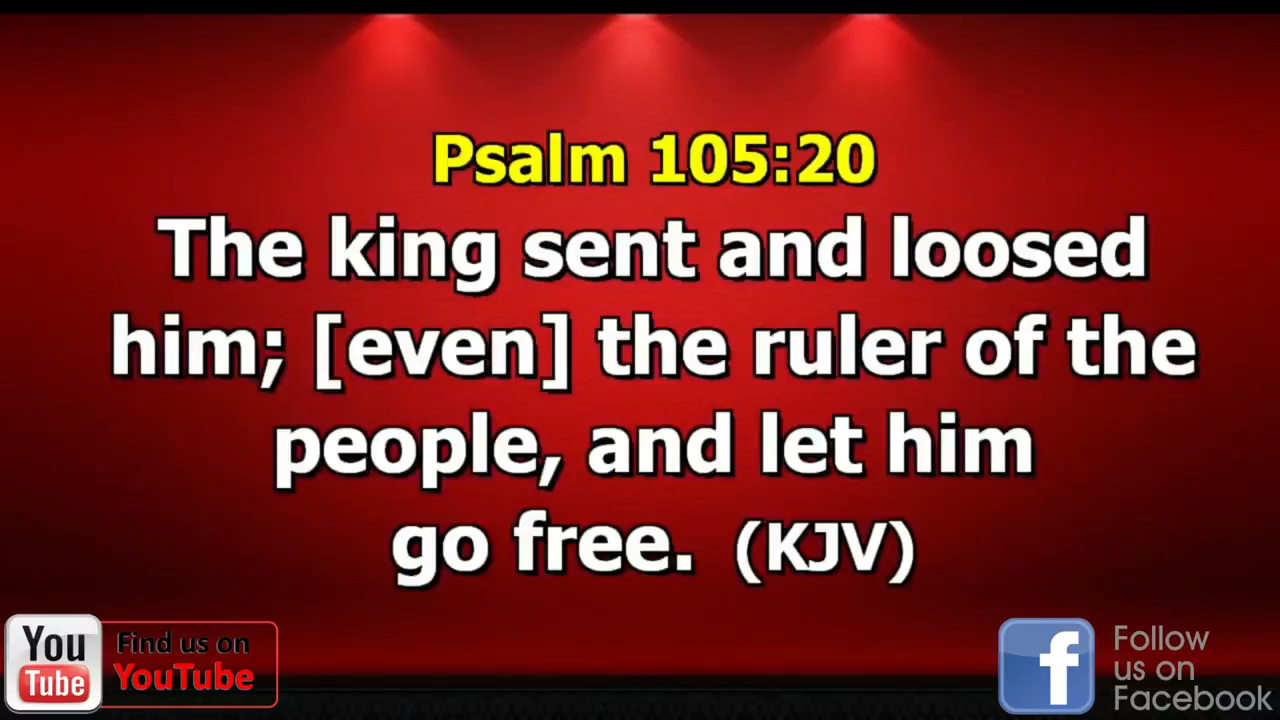 Psalm 105:20
The king sent and loosed
him; [even] the ruler of the
people, and let him
go free. (KJV)
You
Tube
Find us on
YouTube
f
Follow
us on
Facebook